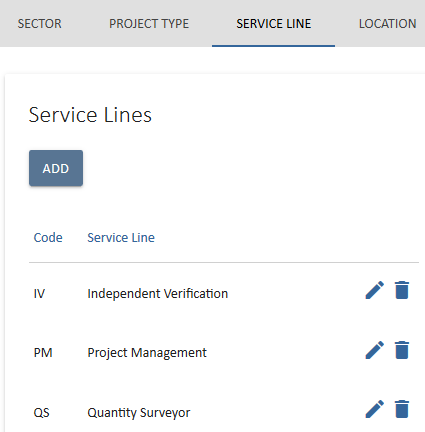 SECTOR PROJECT TYPE SERVICE LINE LOCATION
Service Lines
ADD
Code Service Line
IV Independent Verification
PM Project Management
QS Quantity Surveyor